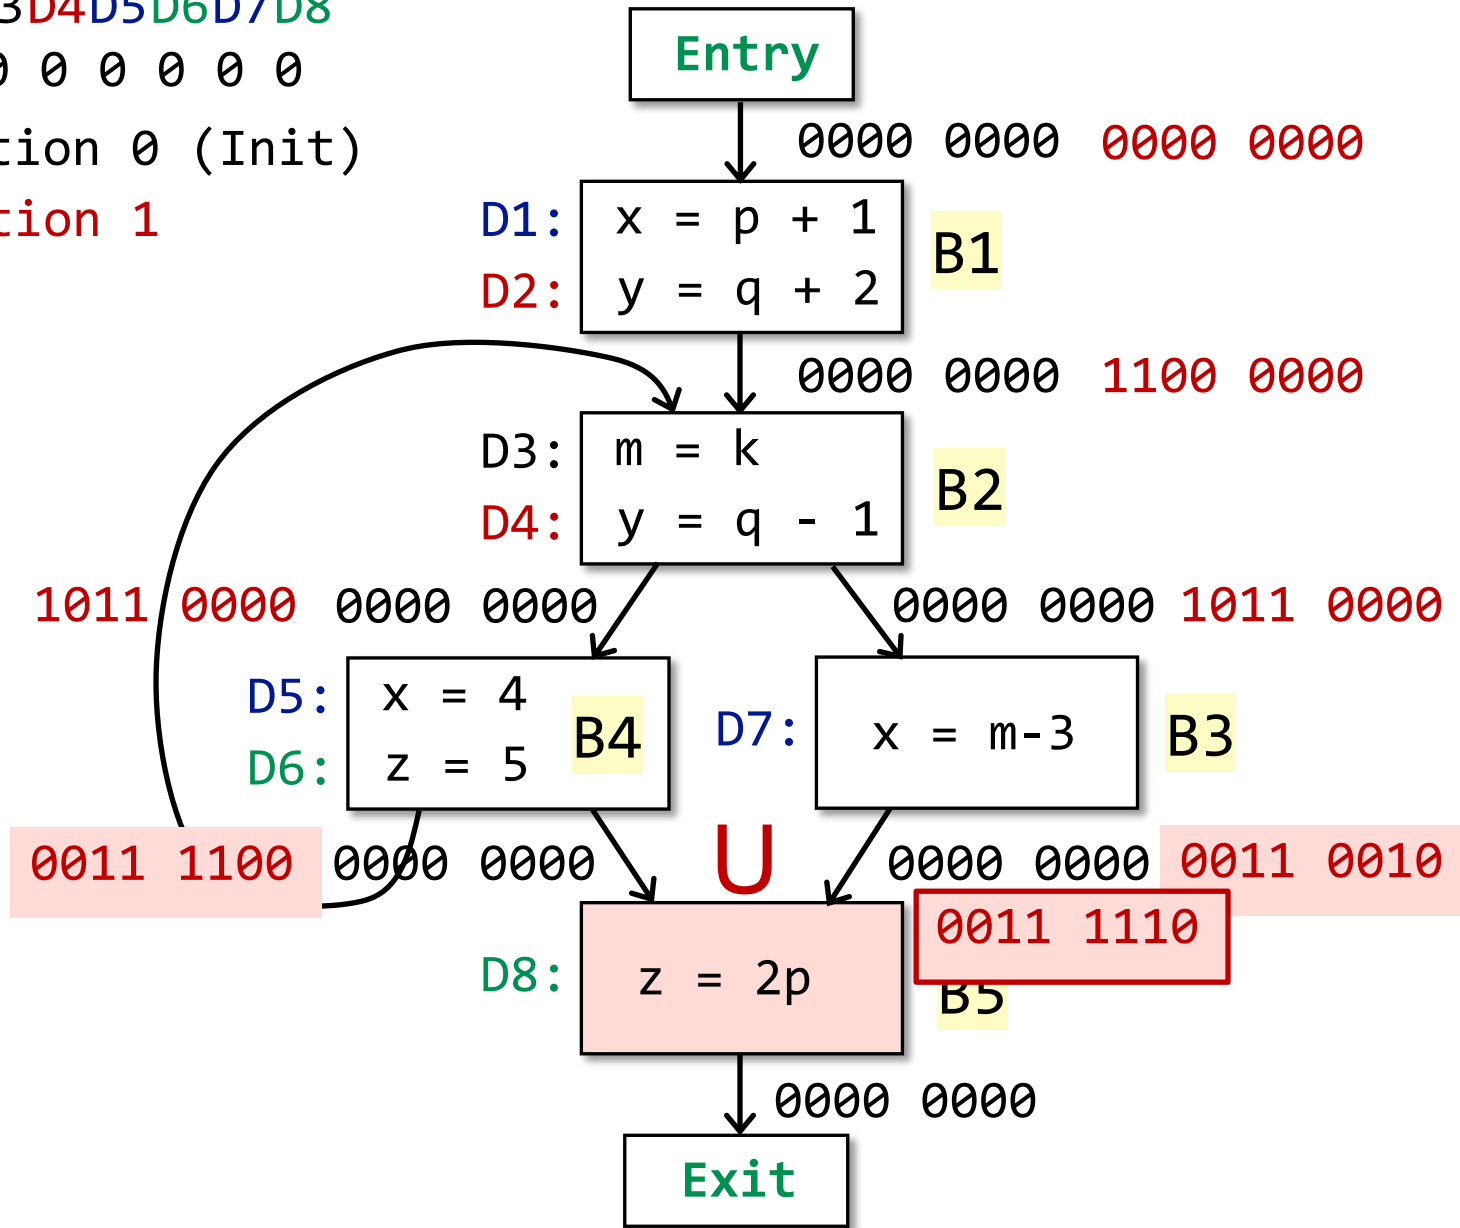 3D4D5D6D7D8
0 0 0 0 0 0
Entry
tion 0 (Init)
0000 0000 0000 0000
tion 1
D1: x = p + 1
B1
D2: y = q + 2
0000 0000 1100 0000
D3: m = k
B2
D4: y = q - 1
1011 0000 0000 0000
0000 0000 1011 0000
D5: x = 4
B4
D6: z = 5
D7: x = m-3
B3
U
0011 1100 0000 0000
0000 0000 0011 0010
0011 1110
D8: z = 2p
B5
0000 0000
Exit